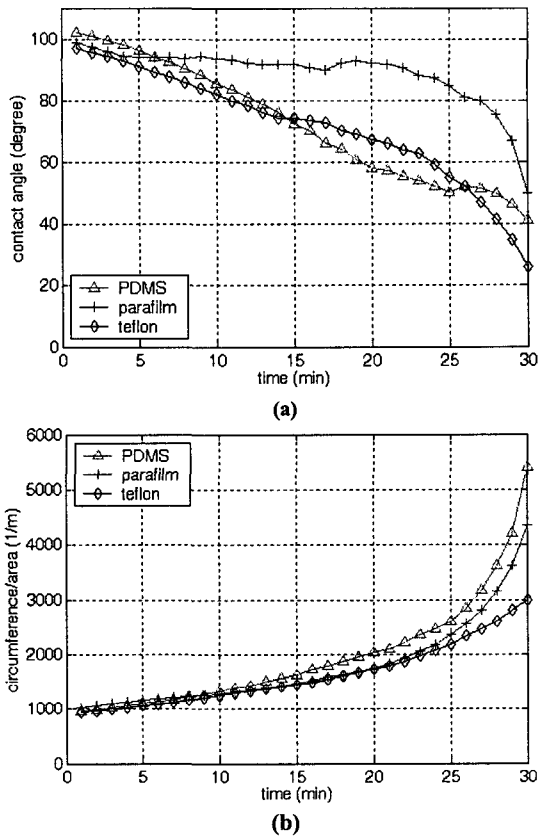 100
80
60
40
20
0
contact angle (degree)
PDMS
parafilm
teflon
0 5 10 15 20 25 30
time (min)
(a)
6000
5000
4000
3000
2000
1000
0
circumference/area (1/m)
PDMS
parafilm
teflon
0 5 10 15 20 25 30
time (min)
(b)